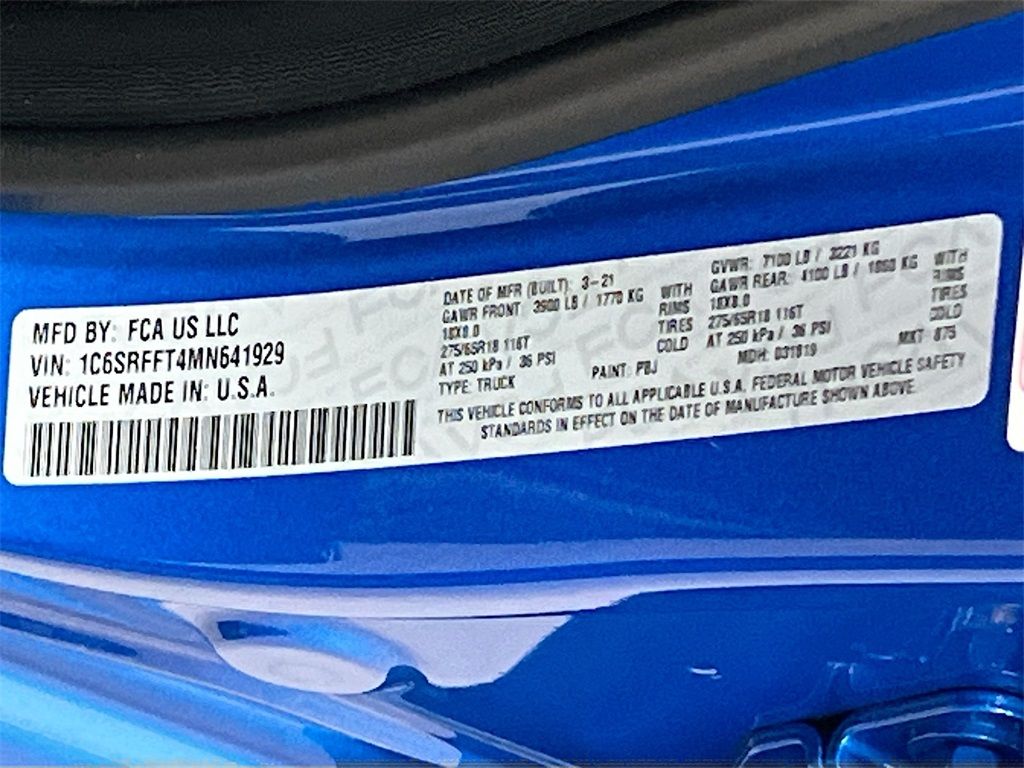 MFD BY: FCA US LLC
VIN: 1C6SRFFT4MN641929
VEHICLE MADE IN: U.S.A.
DATE OF MFR (BUILT): 3-21
GAWR FRONT: 3900 LB / 1770 KG WITH
18X8.0 RIMS
275/65R18 116T TIRES
AT 250 kPa / 36 PSI COLD
TYPE: TRUCK
PAINT: PBJ
GVWR: 7100 LB / 3221 KG
GAWR REAR: 4100 LB / 1860 KG WITH
18X8.0 RIMS
275/65R18 116T TIRES
AT 250 kPa / 36 PSI COLD
MDH: 031819 MXT 875
THIS VEHICLE CONFORMS TO ALL APPLICABLE U.S.A. FEDERAL MOTOR VEHICLE SAFETY
STANDARDS IN EFFECT ON THE DATE OF MANUFACTURE SHOWN ABOVE.